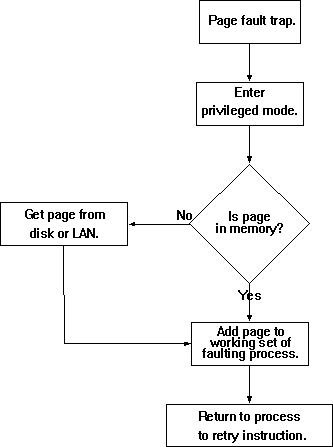 Page fault trap.
Enter
privileged mode.
Is page
in memory?
No
Get page from
disk or LAN.
Yes
Add page to
working set of
faulting process.
Return to process
to retry instruction.